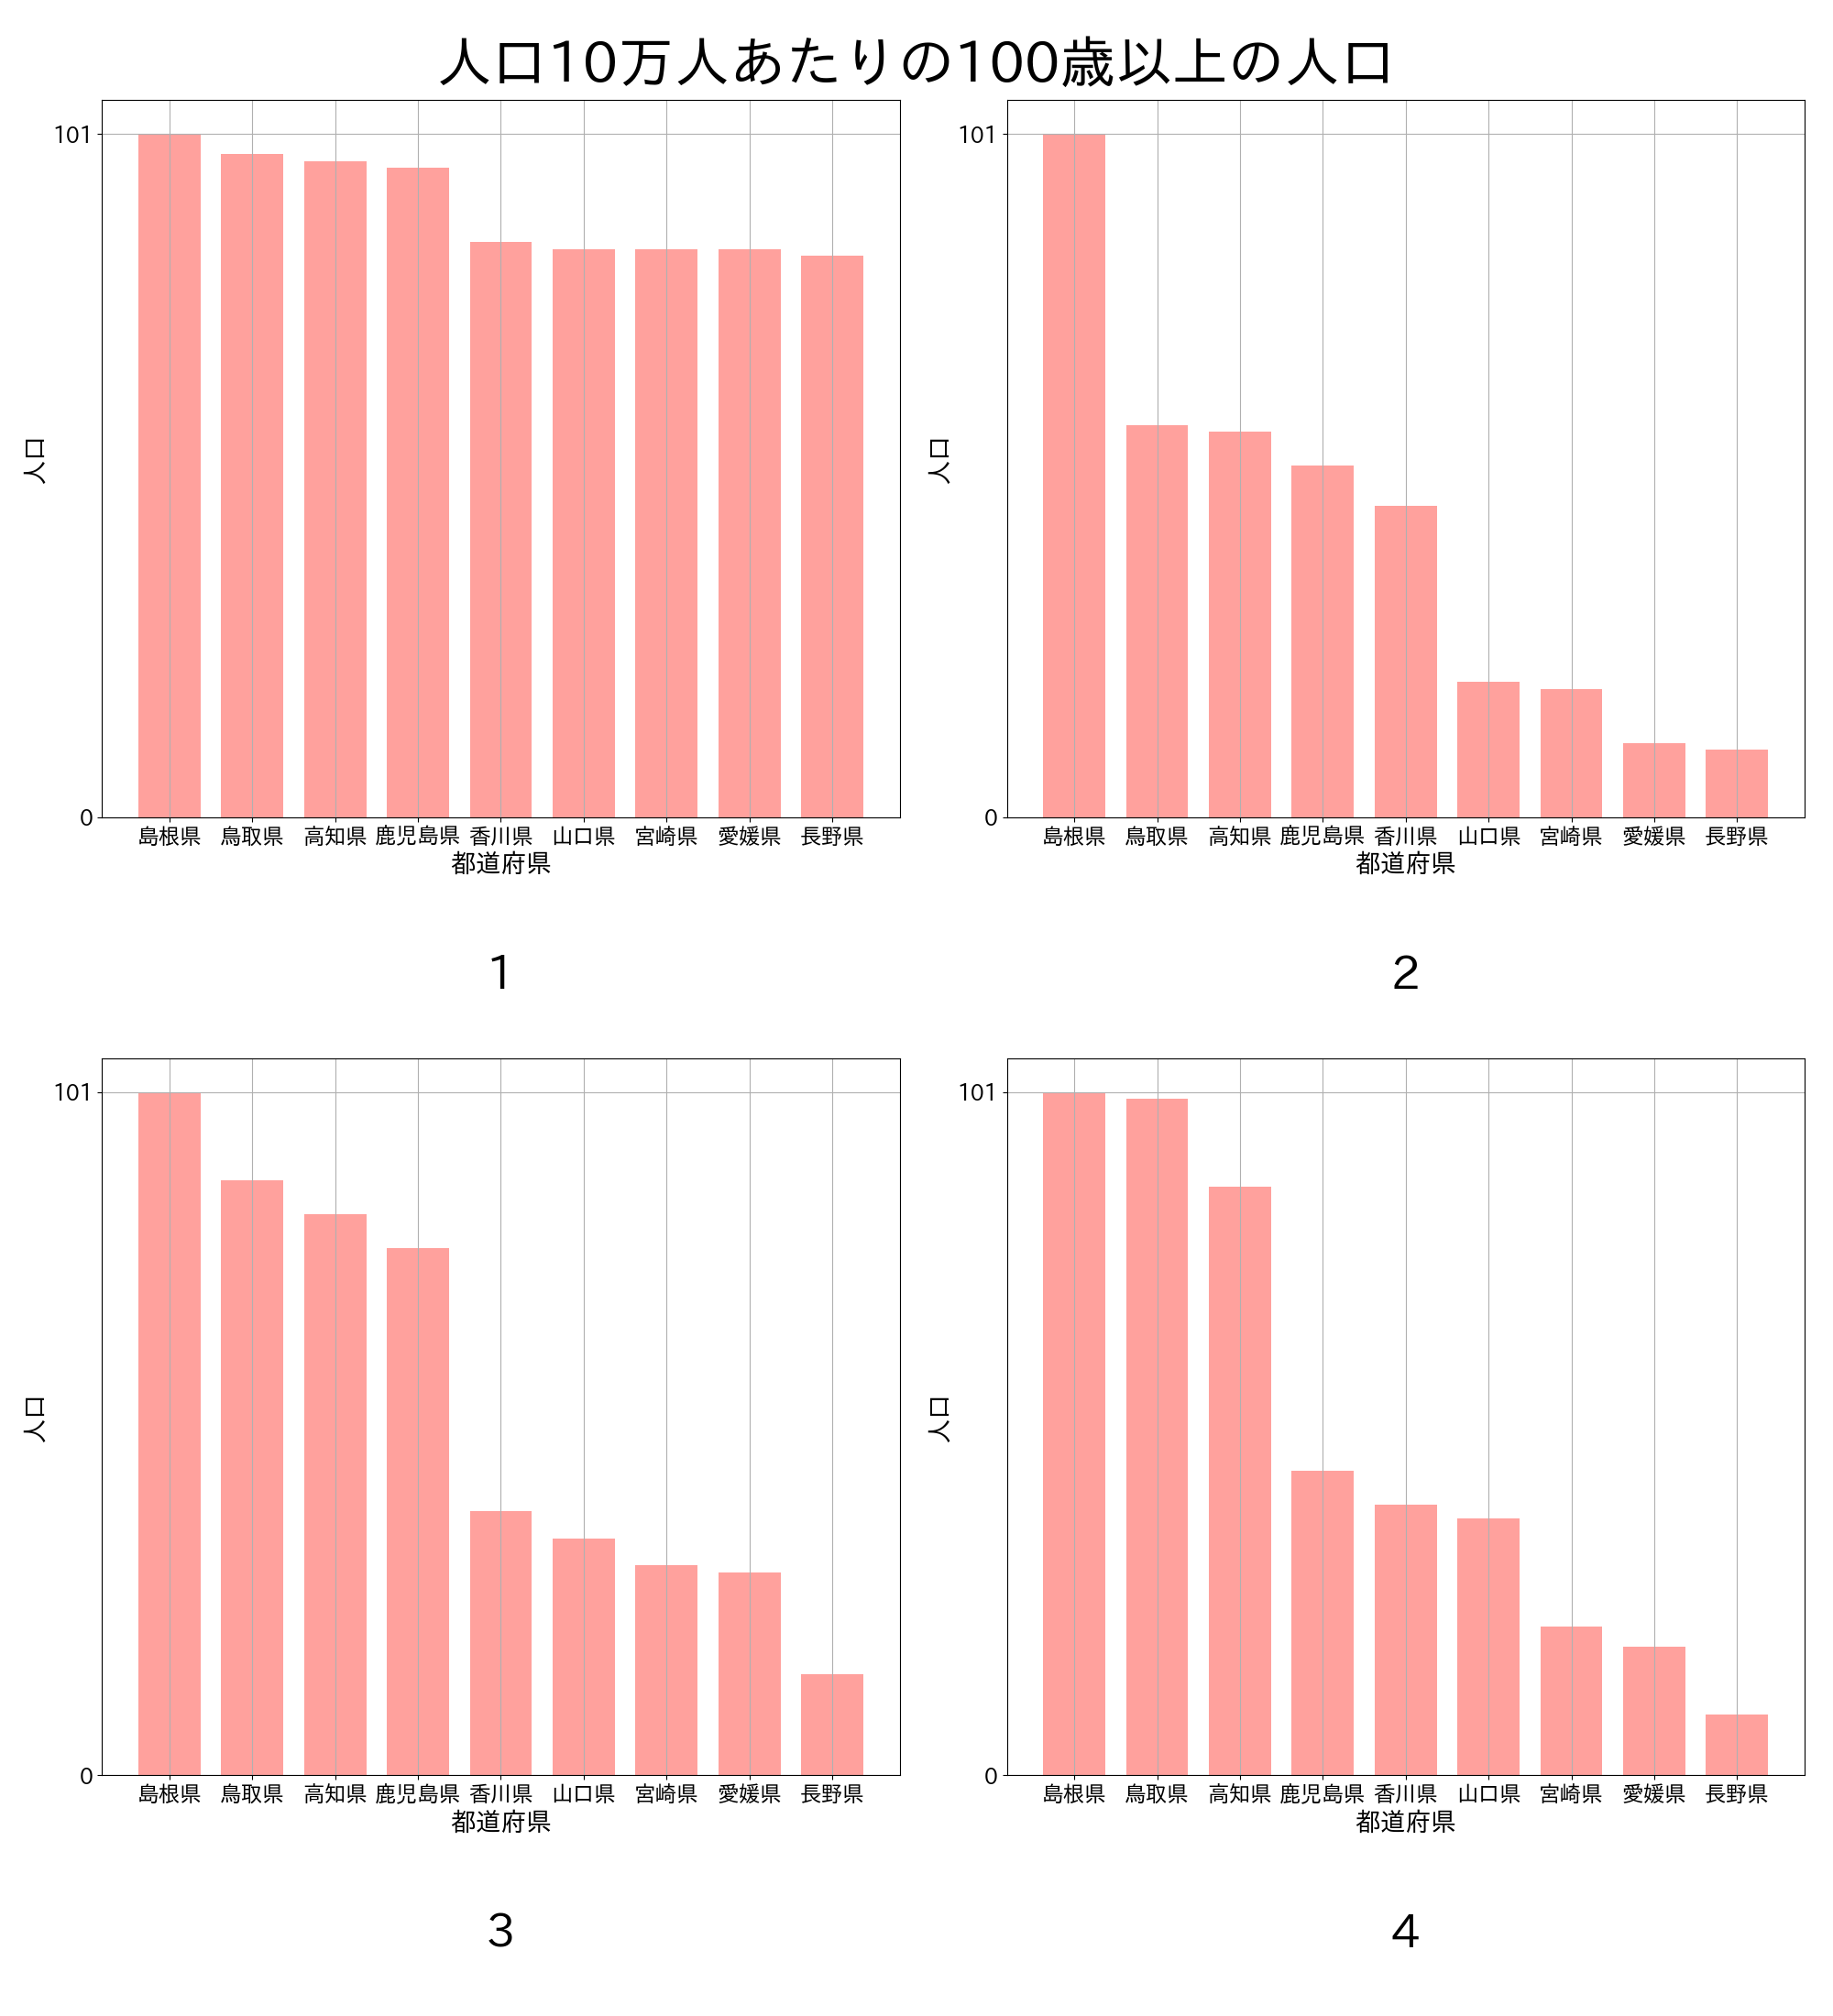 人口10万人あたりの100歳以上の人口
101
0
人口
島根県 鳥取県 高知県 鹿児島県 香川県 山口県 宮崎県 愛媛県 長野県
都道府県
1
101
0
人口
島根県 鳥取県 高知県 鹿児島県 香川県 山口県 宮崎県 愛媛県 長野県
都道府県
2
101
0
人口
島根県 鳥取県 高知県 鹿児島県 香川県 山口県 宮崎県 愛媛県 長野県
都道府県
3
101
0
人口
島根県 鳥取県 高知県 鹿児島県 香川県 山口県 宮崎県 愛媛県 長野県
都道府県
4